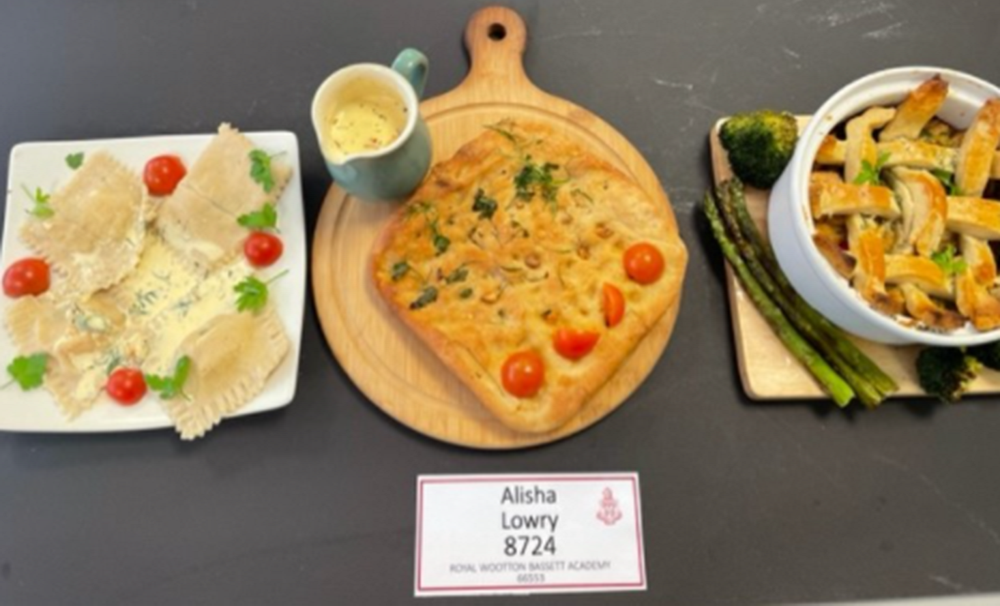 Alisha
Lowry
8724
ROYAL WOOTTON BASSETT ACADEMY
66553